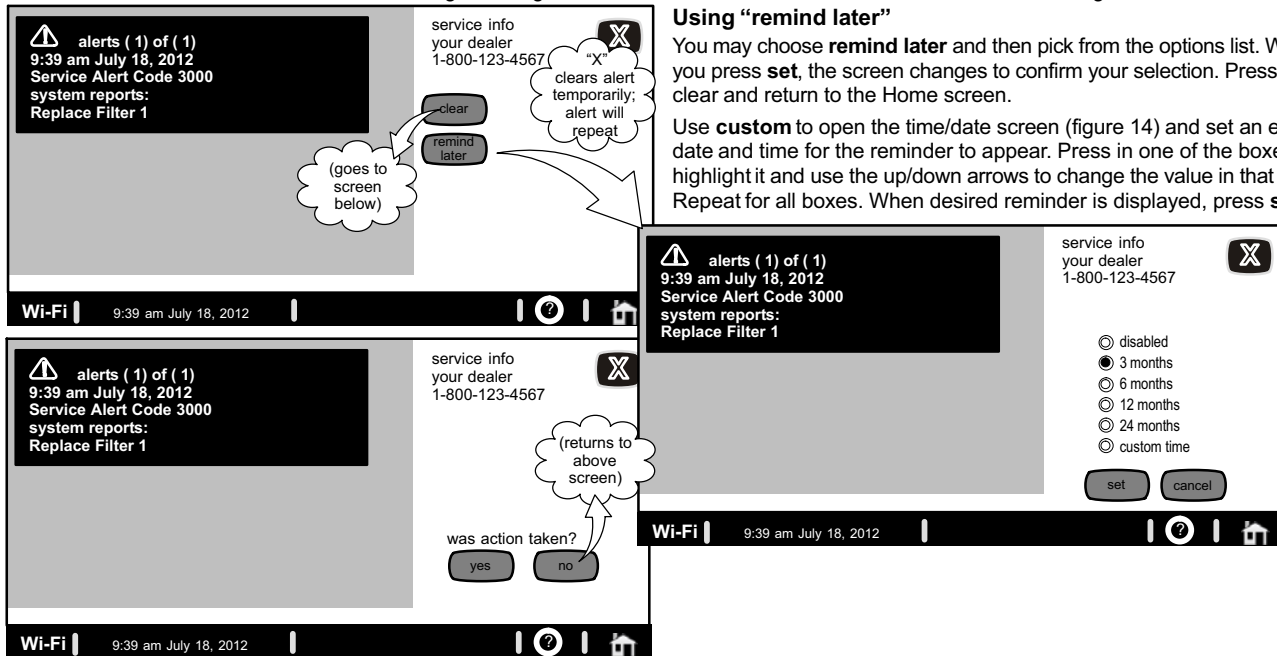 alerts ( 1) of ( 1)
9:39 am July 18, 2012
Service Alert Code 3000
system reports:
Replace Filter 1
service info
your dealer
1-800-123-4567
X
"X"
clears alert
temporarily;
alert will
repeat
clear
remind
later
(goes to
screen
below)
Wi-Fi 9:39 am July 18, 2012 ?
Using “remind later”
You may choose remind later and then pick from the options list. W
you press set, the screen changes to confirm your selection. Press
clear and return to the Home screen.
Use custom to open the time/date screen (figure 14) and set an e
date and time for the reminder to appear. Press in one of the boxe
highlight it and use the up/down arrows to change the value in that
Repeat for all boxes. When desired reminder is displayed, press s
alerts ( 1) of ( 1)
9:39 am July 18, 2012
Service Alert Code 3000
system reports:
Replace Filter 1
service info
your dealer
1-800-123-4567
X
disabled
3 months
6 months
12 months
24 months
custom time
set cancel
Wi-Fi 9:39 am July 18, 2012 ?
alerts ( 1) of ( 1)
9:39 am July 18, 2012
Service Alert Code 3000
system reports:
Replace Filter 1
service info
your dealer
1-800-123-4567
X
(returns to
above
screen)
was action taken?
yes no
Wi-Fi 9:39 am July 18, 2012 ?